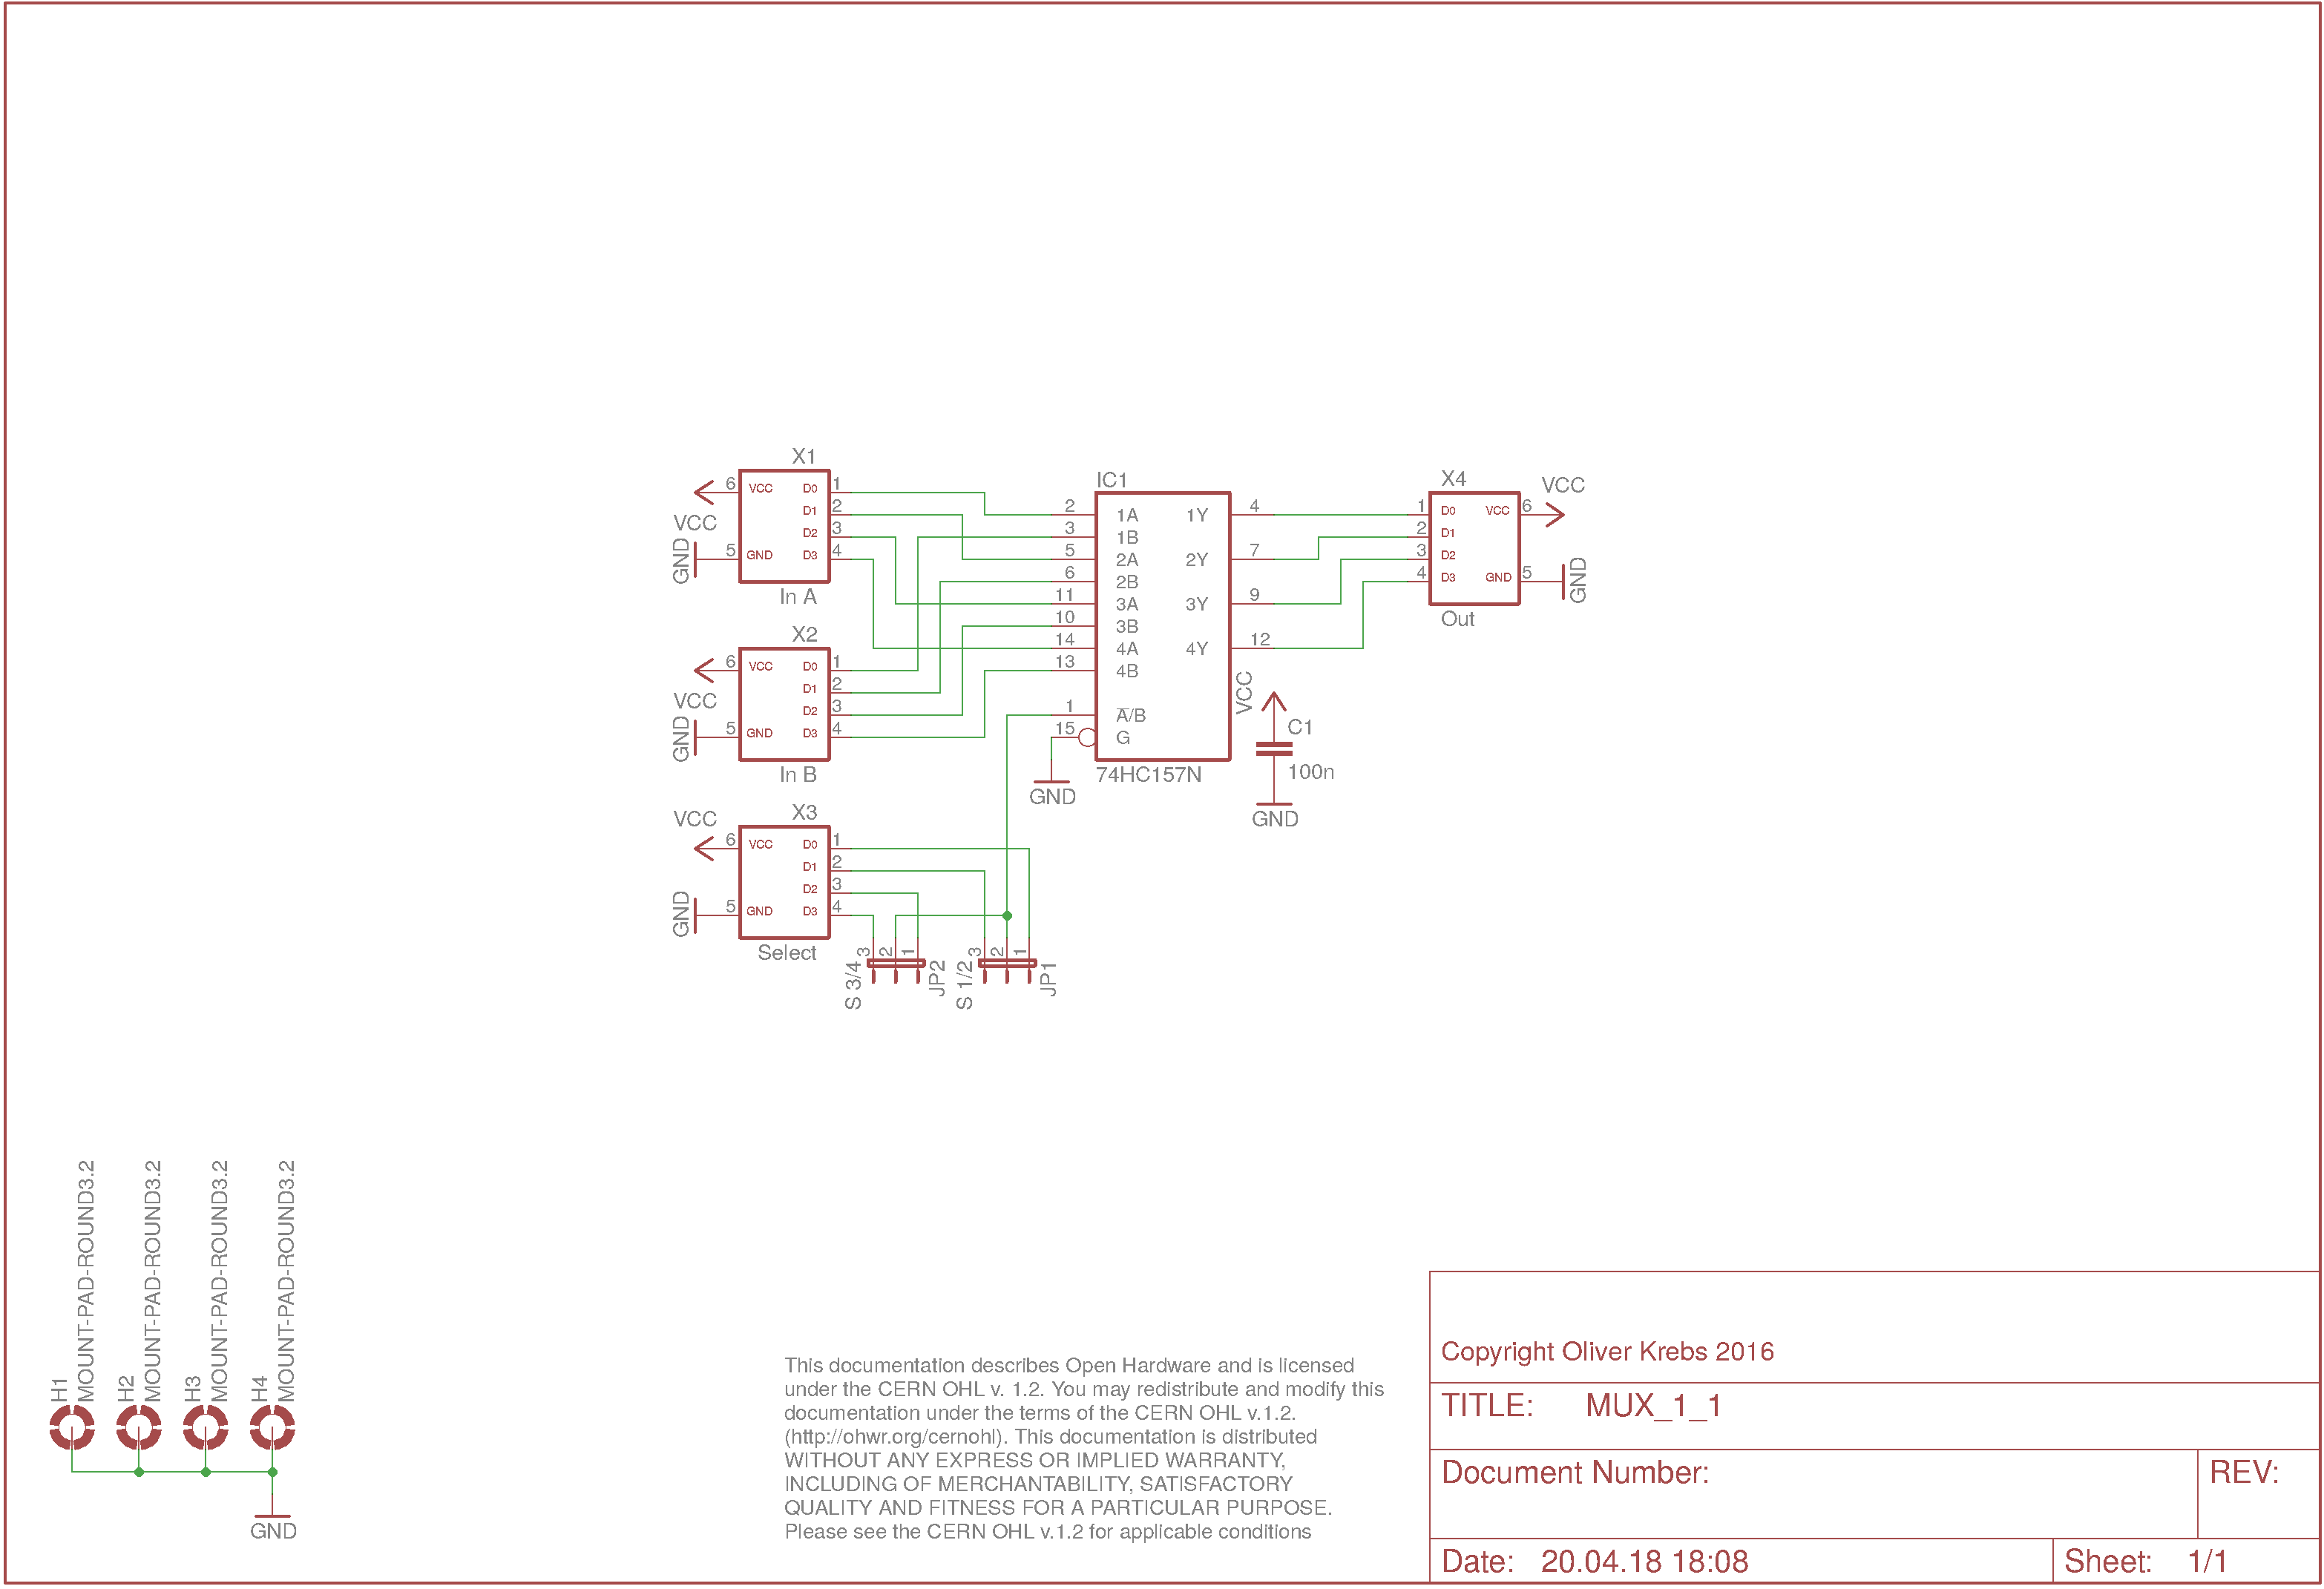 X1
6 VCC D0 1
D1 2
D2 3
5 GND D3 4
VCC
GND
In A
X2
6 VCC D0 1
D1 2
D2 3
5 GND D3 4
VCC
GND
In B
VCC
X3
6 VCC D0 1
D1 2
D2 3
5 GND D3 4
GND
Select
S 3/4
3 2 1
JP2
S 1/2
3 2 1
JP1
IC1
2 1A 1Y 4
3 1B
5 2A 2Y 7
6 2B
11 3A 3Y 9
10 3B
14 4A 4Y 12
13 4B
1 A̅/B
15 G
74HC157N
GND
VCC
C1
100n
GND
X4
1 D0 VCC 6
2 D1
3 D2
4 D3 GND 5
VCC
GND
Out
H1
MOUNT-PAD-ROUND3.2
H2
MOUNT-PAD-ROUND3.2
H3
MOUNT-PAD-ROUND3.2
H4
MOUNT-PAD-ROUND3.2
GND
This documentation describes Open Hardware and is licensed
under the CERN OHL v. 1.2. You may redistribute and modify this
documentation under the terms of the CERN OHL v.1.2.
(http://ohwr.org/cernohl). This documentation is distributed
WITHOUT ANY EXPRESS OR IMPLIED WARRANTY,
INCLUDING OF MERCHANTABILITY, SATISFACTORY
QUALITY AND FITNESS FOR A PARTICULAR PURPOSE.
Please see the CERN OHL v.1.2 for applicable conditions
Copyright Oliver Krebs 2016
TITLE: MUX_1_1
Document Number:
REV:
Date: 20.04.18 18:08
Sheet: 1/1